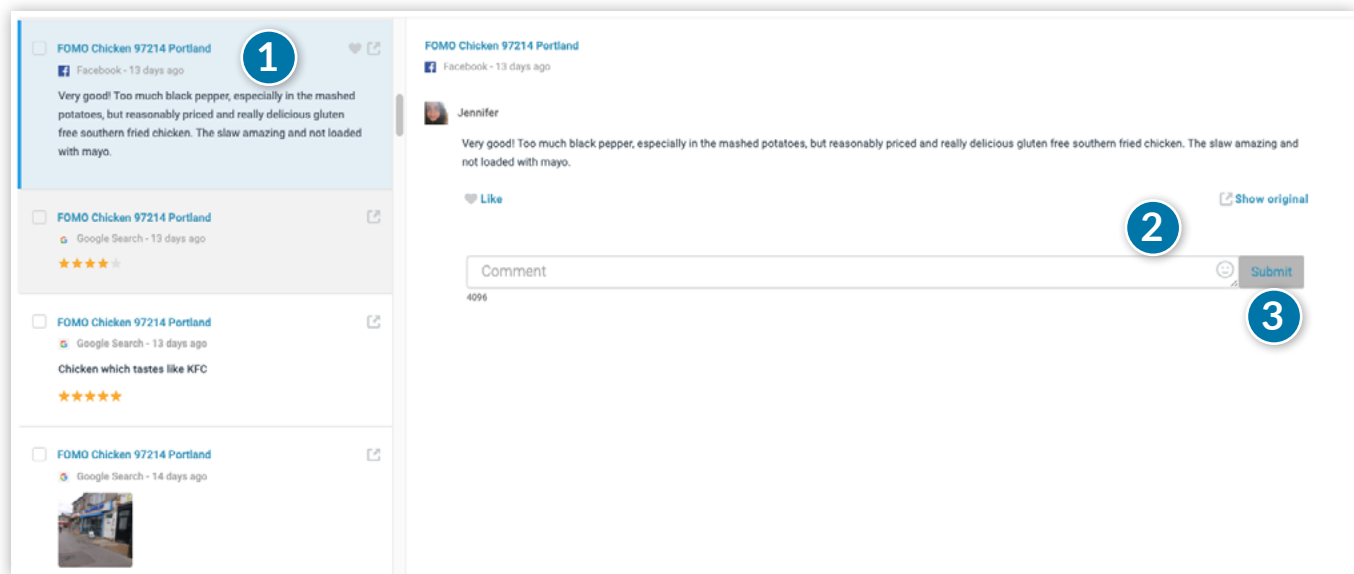 FOMO Chicken 97214 Portland
1
Facebook - 13 days ago
Very good! Too much black pepper, especially in the mashed
potatoes, but reasonably priced and really delicious gluten
free southern fried chicken. The slaw amazing and not loaded
with mayo.
FOMO Chicken 97214 Portland
Google Search - 13 days ago
FOMO Chicken 97214 Portland
Google Search - 13 days ago
Chicken which tastes like KFC
FOMO Chicken 97214 Portland
Google Search - 14 days ago
FOMO Chicken 97214 Portland
Facebook - 13 days ago
Jennifer
Very good! Too much black pepper, especially in the mashed potatoes, but reasonably priced and really delicious gluten free southern fried chicken. The slaw amazing and
not loaded with mayo.
Like
Show original
2
Comment
Submit
4096
3